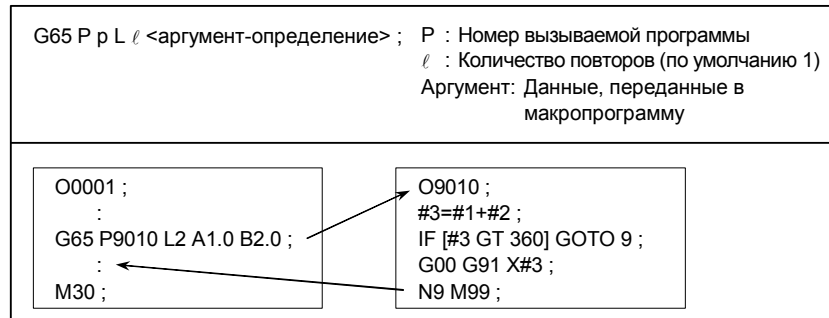 G65 P p L ℓ <аргумент-определение> ; P : Номер вызываемой программы
ℓ : Количество повторов (по умолчанию 1)
Аргумент: Данные, переданные в
макропрограмму
O0001 ;
:
G65 P9010 L2 A1.0 B2.0 ;
:
M30 ;
O9010 ;
#3=#1+#2 ;
IF [#3 GT 360] GOTO 9 ;
G00 G91 X#3 ;
N9 M99 ;